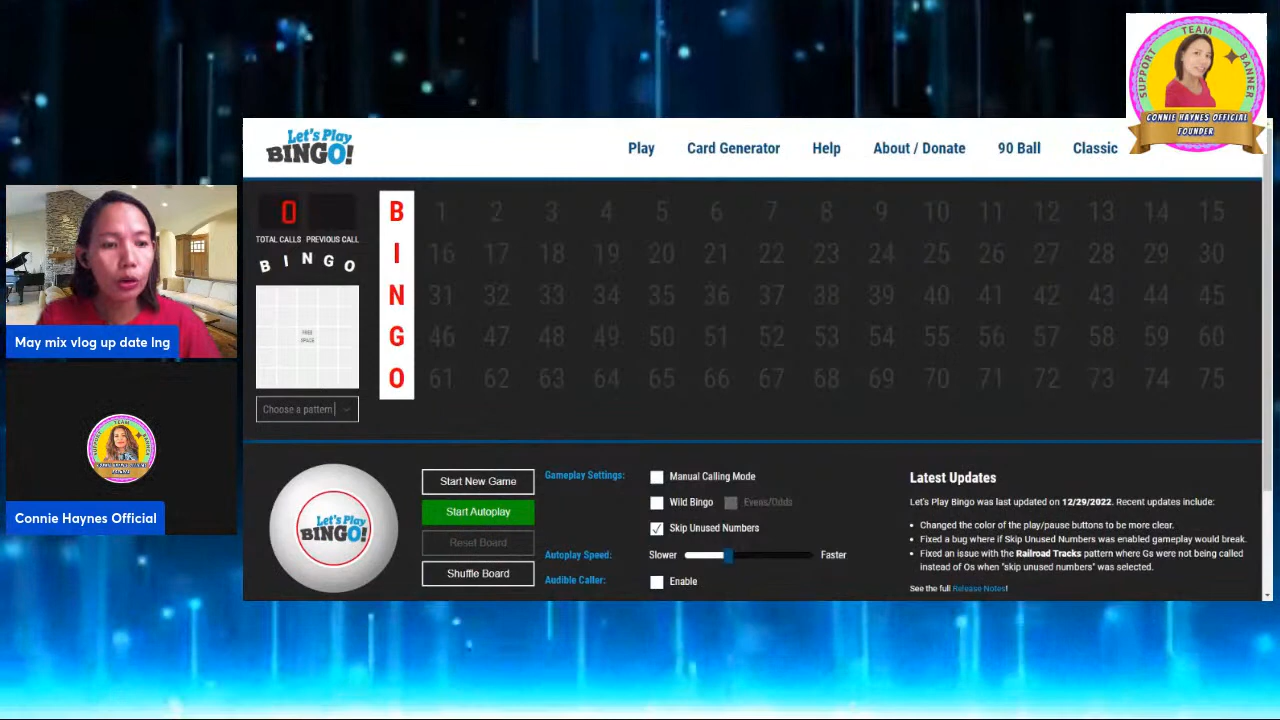 SUPPORT TEAM BANNER
CONNIE HAYNES OFFICIAL
FOUNDER
Let's Play
BINGO!
Play Card Generator Help About / Donate 90 Ball Classic
0
TOTAL CALLS PREVIOUS CALL
B I N G O
FREE
SPACE
Choose a pattern
B 1 2 3 4 5 6 7 8 9 10 11 12 13 14 15
I 16 17 18 19 20 21 22 23 24 25 26 27 28 29 30
N 31 32 33 34 35 36 37 38 39 40 41 42 43 44 45
G 46 47 48 49 50 51 52 53 54 55 56 57 58 59 60
O 61 62 63 64 65 66 67 68 69 70 71 72 73 74 75
May mix vlog up date lng
SUPPORT TEAM BANNER
Connie Haynes Official
Let's Play
BINGO!
Start New Game
Start Autoplay
Reset Board
Shuffle Board
Gameplay Settings:
Manual Calling Mode
Wild Bingo Evens/Odds
Skip Unused Numbers
Autoplay Speed: Slower Faster
Audible Caller: Enable
Latest Updates
Let's Play Bingo was last updated on 12/29/2022. Recent updates include:
Changed the color of the play/pause buttons to be more clear.
Fixed a bug where if Skip Unused Numbers was enabled gameplay would break.
Fixed an issue with the Railroad Tracks pattern where Gs were not being called
instead of Os when "skip unused numbers" was selected.
See the full Release Notes!